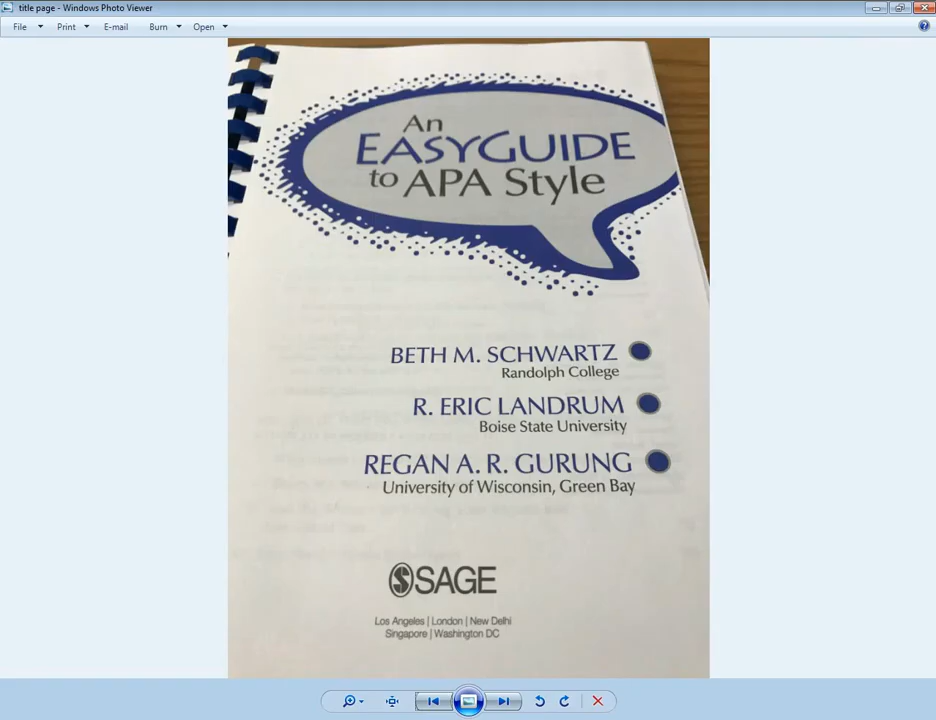 title page - Windows Photo Viewer
File Print E-mail Burn Open
An
EASYGUIDE
to APA Style
BETH M. SCHWARTZ
Randolph College
R. ERIC LANDRUM
Boise State University
REGAN A. R. GURUNG
University of Wisconsin, Green Bay
SAGE
Los Angeles | London | New Delhi
Singapore | Washington DC